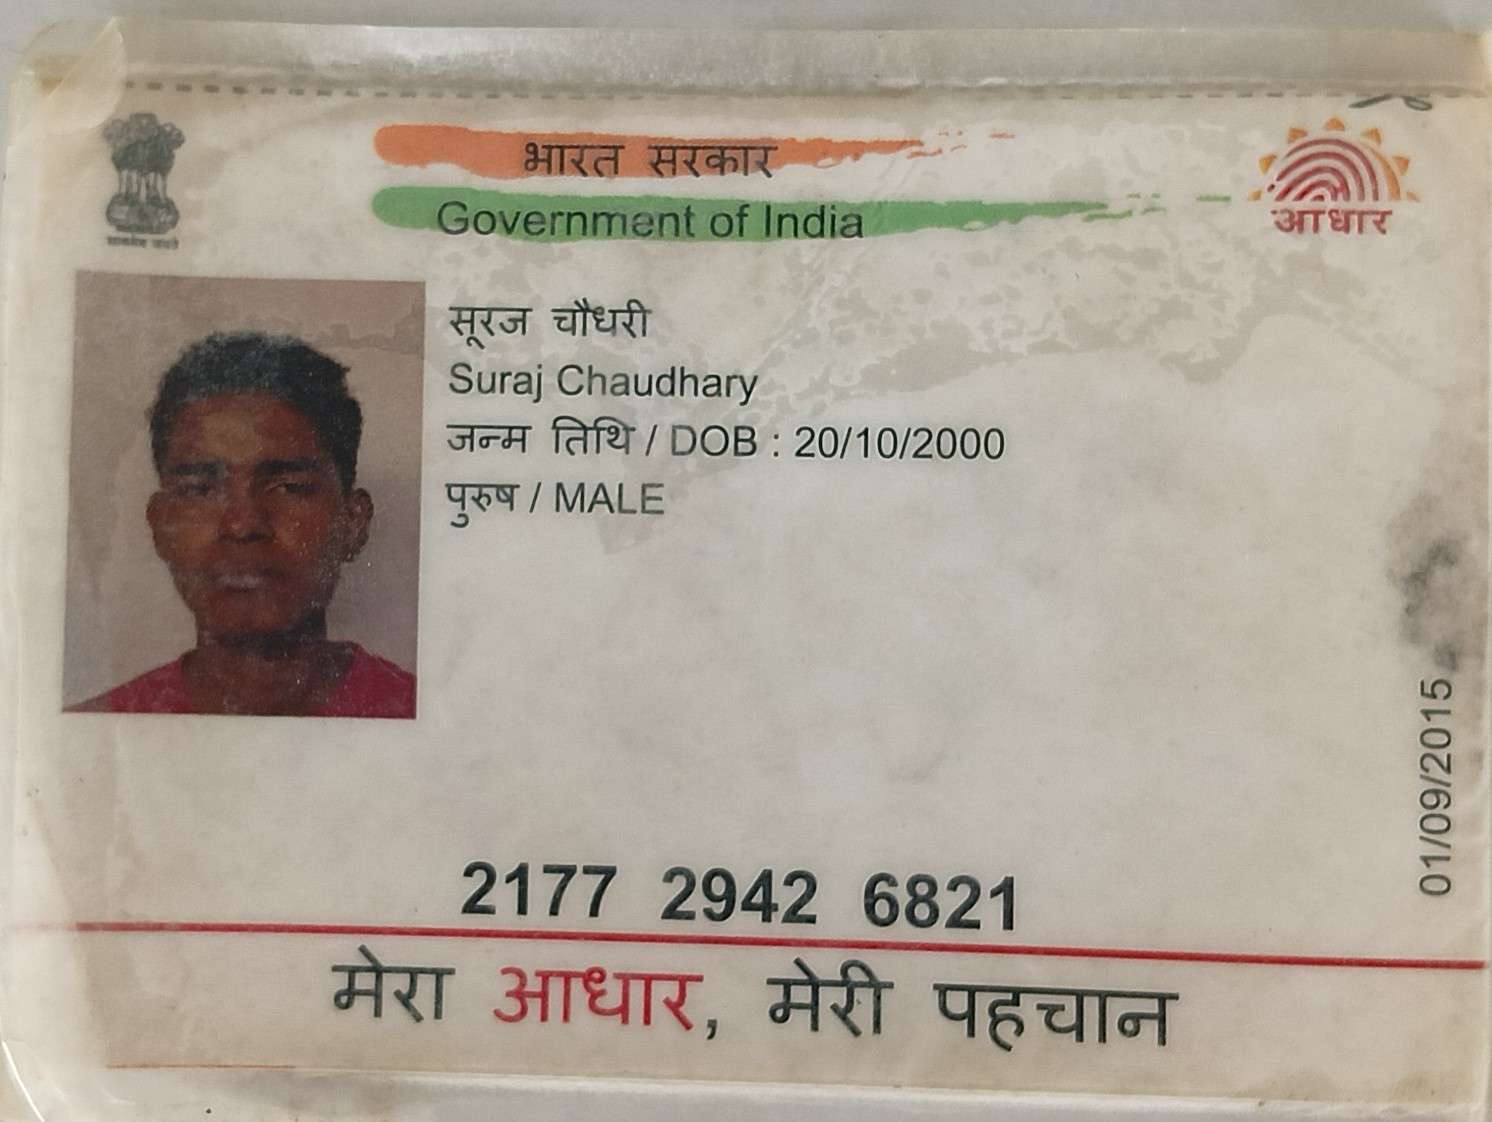 भारत सरकार
Government of India
आधार
सूरज चौधरी
Suraj Chaudhary
जन्म तिथि / DOB : 20/10/2000
पुरुष / MALE
01/09/2015
2177 2942 6821
मेरा आधार, मेरी पहचान